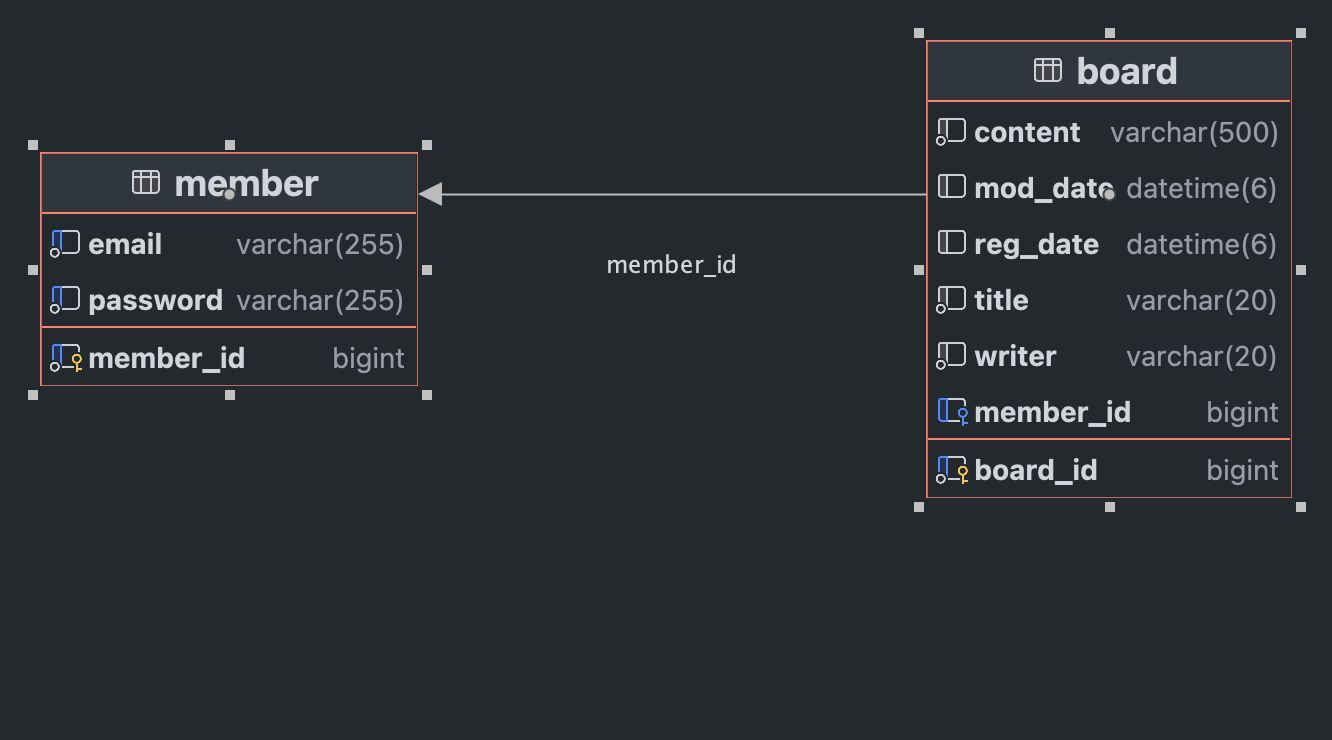 member
email varchar(255)
password varchar(255)
member_id bigint
member_id
board
content varchar(500)
mod_date datetime(6)
reg_date datetime(6)
title varchar(20)
writer varchar(20)
member_id bigint
board_id bigint